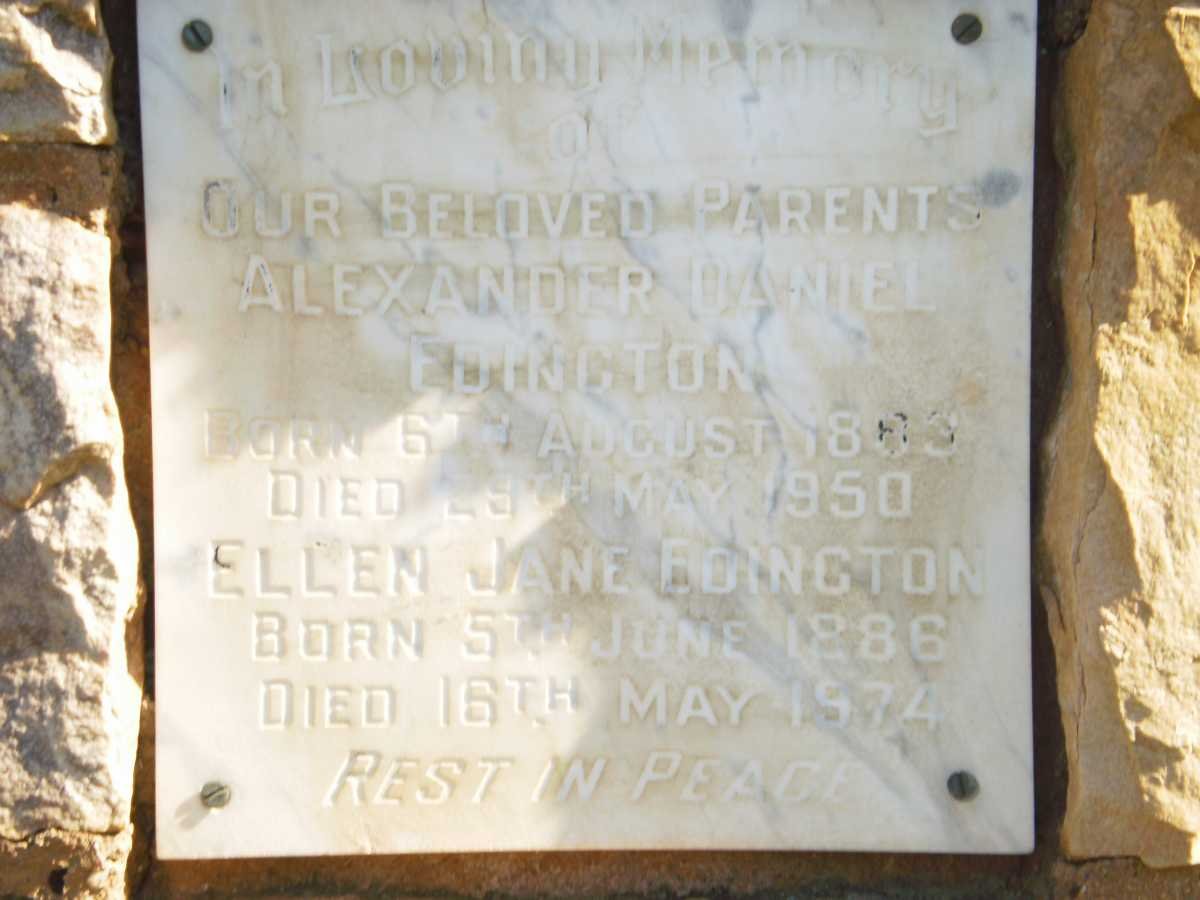 In Loving Memory
of
OUR BELOVED PARENTS
ALEXANDER DANIEL
EDINGTON
BORN 6TH AUGUST 1883
DIED 29TH MAY 1950
ELLEN JANE EDINGTON
BORN 5TH JUNE 1886
DIED 16TH MAY 1974
REST IN PEACE